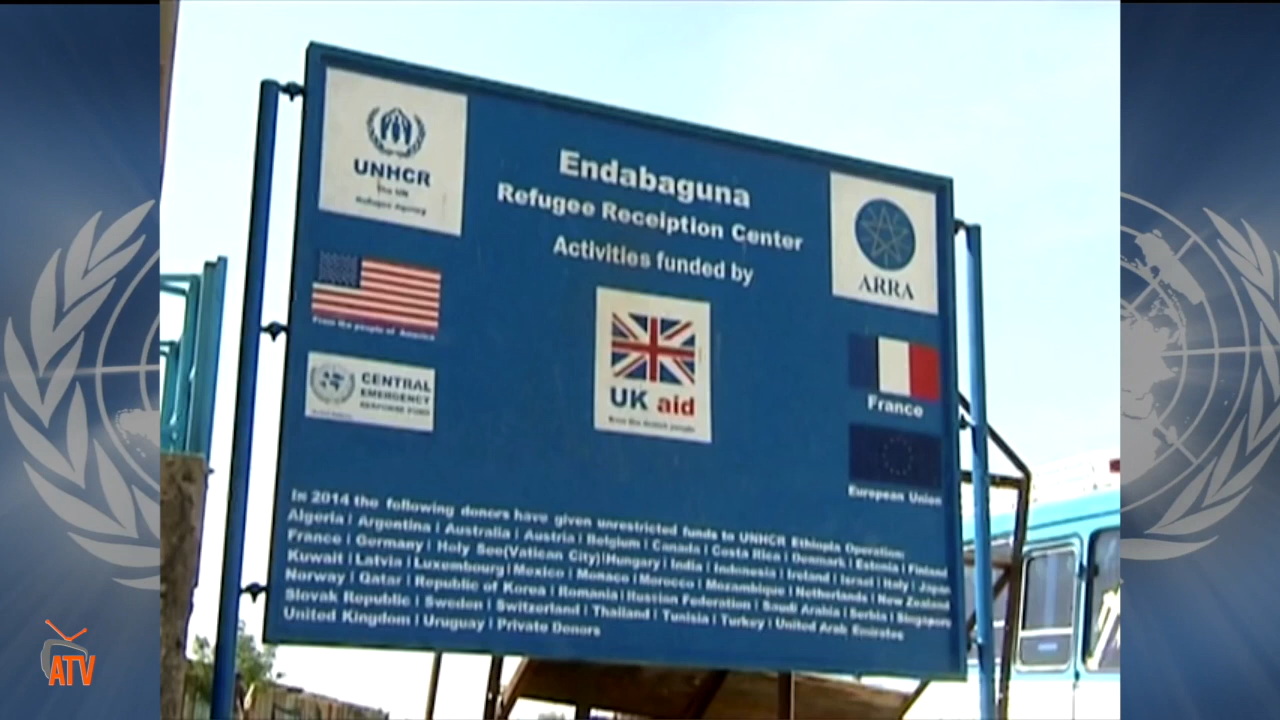 UNHCR
The UN
Refugee Agency
Endabaguna
Refugee Receiption Center
Activities funded by
ARRA
From the people of America
CENTRAL
EMERGENCY
RESPONSE FUND
UK aid
from the British people
France
European Union
In 2014 the following donors have given unrestricted funds to UNHCR Ethiopia Operation:
Algeria | Argentina | Australia | Austria | Belgium | Canada | Costa Rica | Denmark | Estonia | Finland
France | Germany | Holy See(Vatican City)|Hungary | India | Indonesia | Ireland | Israel | Italy | Japan
Kuwait | Latvia | Luxembourg | Mexico | Monaco | Morocco | Mozambique | Netherlands | New Zealand
Norway | Qatar | Republic of Korea | Romania | Russian Federation | Saudi Arabia | Serbia | Singapore
Slovak Republic | Sweden | Switzerland | Thailand | Tunisia | Turkey | United Arab Emirates
United Kingdom | Uruguay | Private Donors
ATV